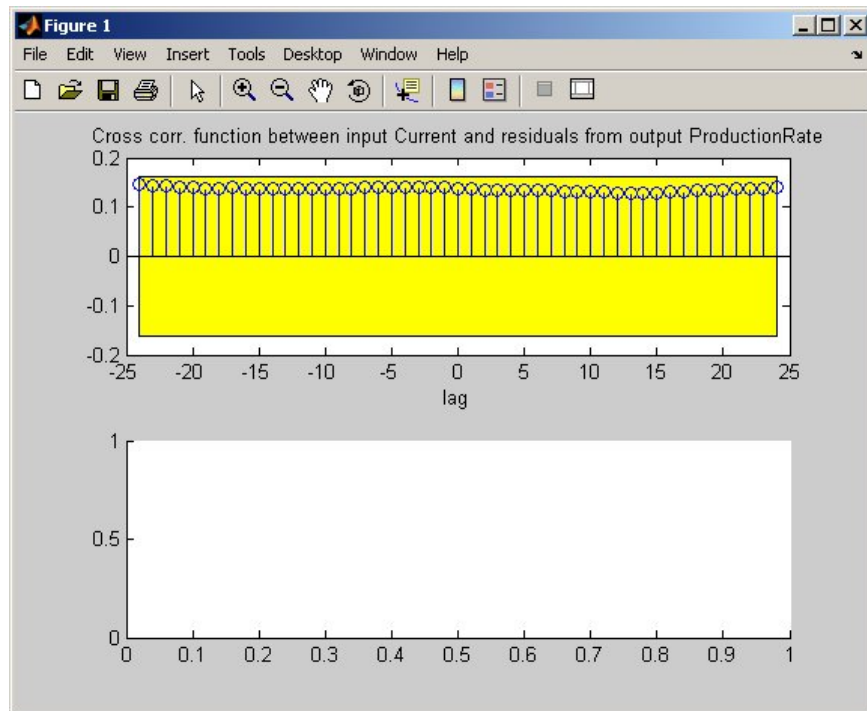 Figure 1
File Edit View Insert Tools Desktop Window Help
Cross corr. function between input Current and residuals from output ProductionRate
0.2
0.1
0
-0.1
-0.2
-25 -20 -15 -10 -5 0 5 10 15 20 25
lag
1
0.5
0
0 0.1 0.2 0.3 0.4 0.5 0.6 0.7 0.8 0.9 1